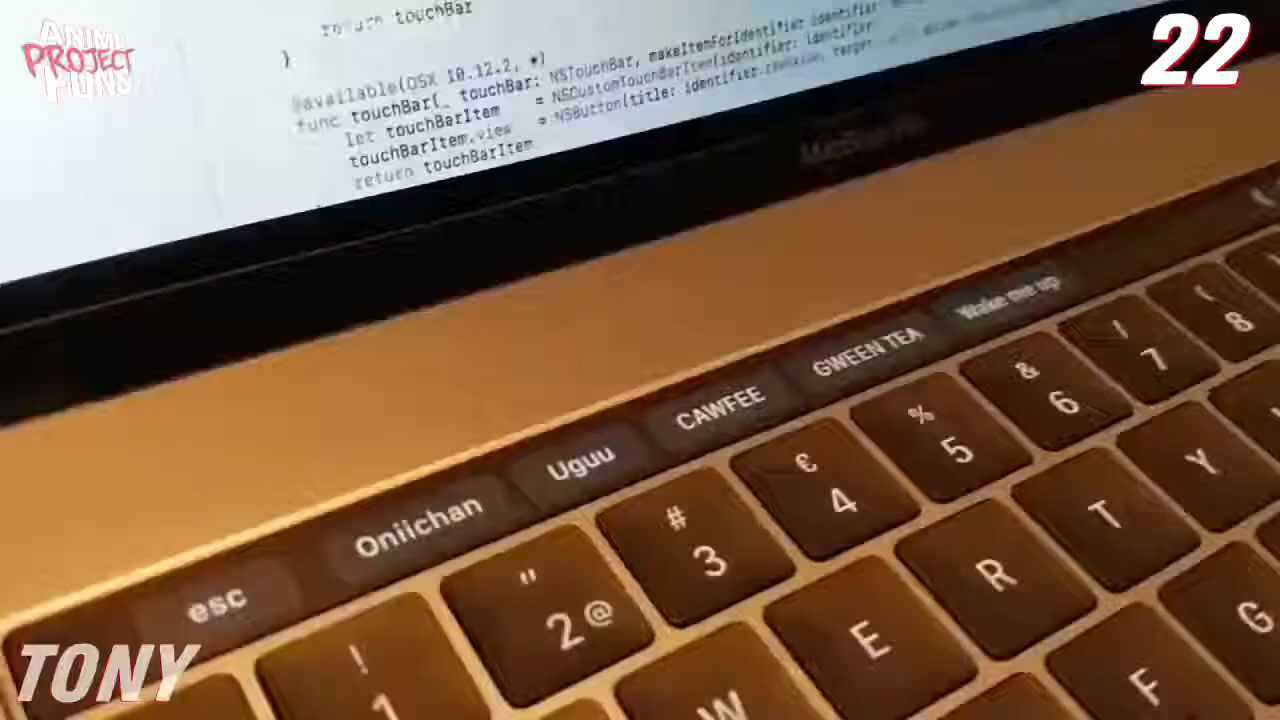 ANIME
PROJECT
HUNS
22
return touchBar
}
@available(OSX 10.12.2, *)
func touchBar(_ touchBar: NSTouchBar, makeItemForIdentifier identifier
let touchBarItem = NSCustomTouchBarItem(identifier: identifier
touchBarItem.view = NSButton(title: identifier.rawValue, target
return touchBarItem
MacBook Pro
esc Oniichan Uguu CAWFEE GWEEN TEA Wake me up
! " # € % & / (
1 2 @ 3 4 5 6 7 8
W E R T Y
F G
TONY